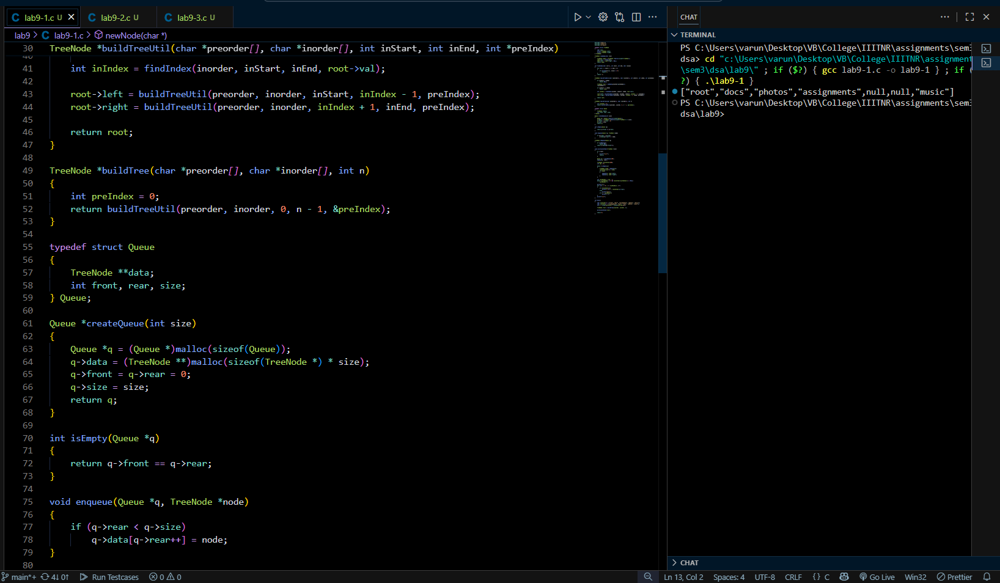 lab9-1.c U
lab9-2.c U
lab9-3.c U
CHAT
lab9 > lab9-1.c > newNode(char *)
TERMINAL
30 TreeNode *buildTreeUtil(char *preorder[], char *inorder[], int inStart, int inEnd, int *preIndex)
41 int inIndex = findIndex(inorder, inStart, inEnd, root->val);
42
43 root->left = buildTreeUtil(preorder, inorder, inStart, inIndex - 1, preIndex);
44 root->right = buildTreeUtil(preorder, inorder, inIndex + 1, inEnd, preIndex);
45
46 return root;
47 }
48
49 TreeNode *buildTree(char *preorder[], char *inorder[], int n)
50 {
51 int preIndex = 0;
52 return buildTreeUtil(preorder, inorder, 0, n - 1, &preIndex);
53 }
54
55 typedef struct Queue
56 {
57 TreeNode **data;
58 int front, rear, size;
59 } Queue;
60
61 Queue *createQueue(int size)
62 {
63 Queue *q = (Queue *)malloc(sizeof(Queue));
64 q->data = (TreeNode **)malloc(sizeof(TreeNode *) * size);
65 q->front = q->rear = 0;
66 q->size = size;
67 return q;
68 }
69
70 int isEmpty(Queue *q)
71 {
72 return q->front == q->rear;
73 }
74
75 void enqueue(Queue *q, TreeNode *node)
76 {
77 if (q->rear < q->size)
78 q->data[q->rear++] = node;
79 }
80
PS C:\Users\varun\Desktop\VB\College\IIITNR\assignments\sem3
dsa> cd "c:\Users\varun\Desktop\VB\College\IIITNR\assignment
\sem3\dsa\lab9\" ; if ($?) { gcc lab9-1.c -o lab9-1 } ; if (
?) { .\lab9-1 }
["root","docs","photos","assignments",null,null,"music"]
PS C:\Users\varun\Desktop\VB\College\IIITNR\assignments\sem3
dsa\lab9>
CHAT
main*+ 4↓ 0↑ Run Testcases 0 0 Ln 13, Col 2 Spaces: 4 UTF-8 CRLF {} C Go Live Win32 Prettier